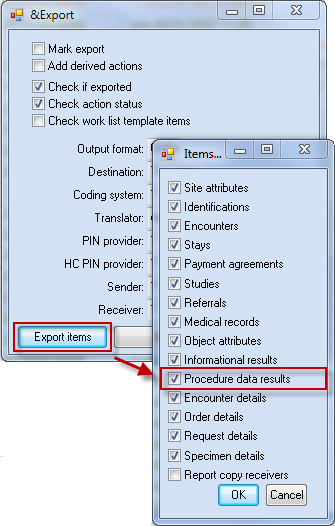 &Export
Mark export
Add derived actions
Check if exported
Check action status
Check work list template items
Output format:
Destination:
Coding system:
Translator:
PIN provider:
HC PIN provider:
Sender:
Receiver:
Export items
Items...
Site attributes
Identifications
Encounters
Stays
Payment agreements
Studies
Referrals
Medical records
Object attributes
Informational results
Procedure data results
Encounter details
Order details
Request details
Specimen details
Report copy receivers
OK
Cancel